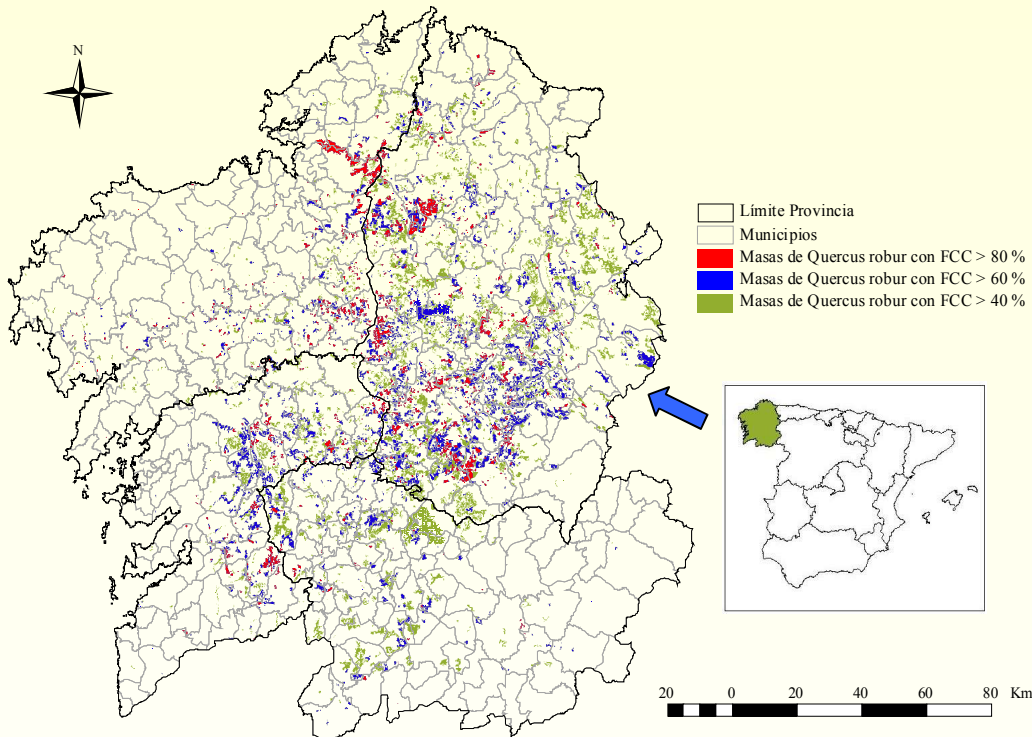 N
Límite Provincia
Municipios
Masas de Quercus robur con FCC > 80 %
Masas de Quercus robur con FCC > 60 %
Masas de Quercus robur con FCC > 40 %
20 0 20 40 60 80 Km